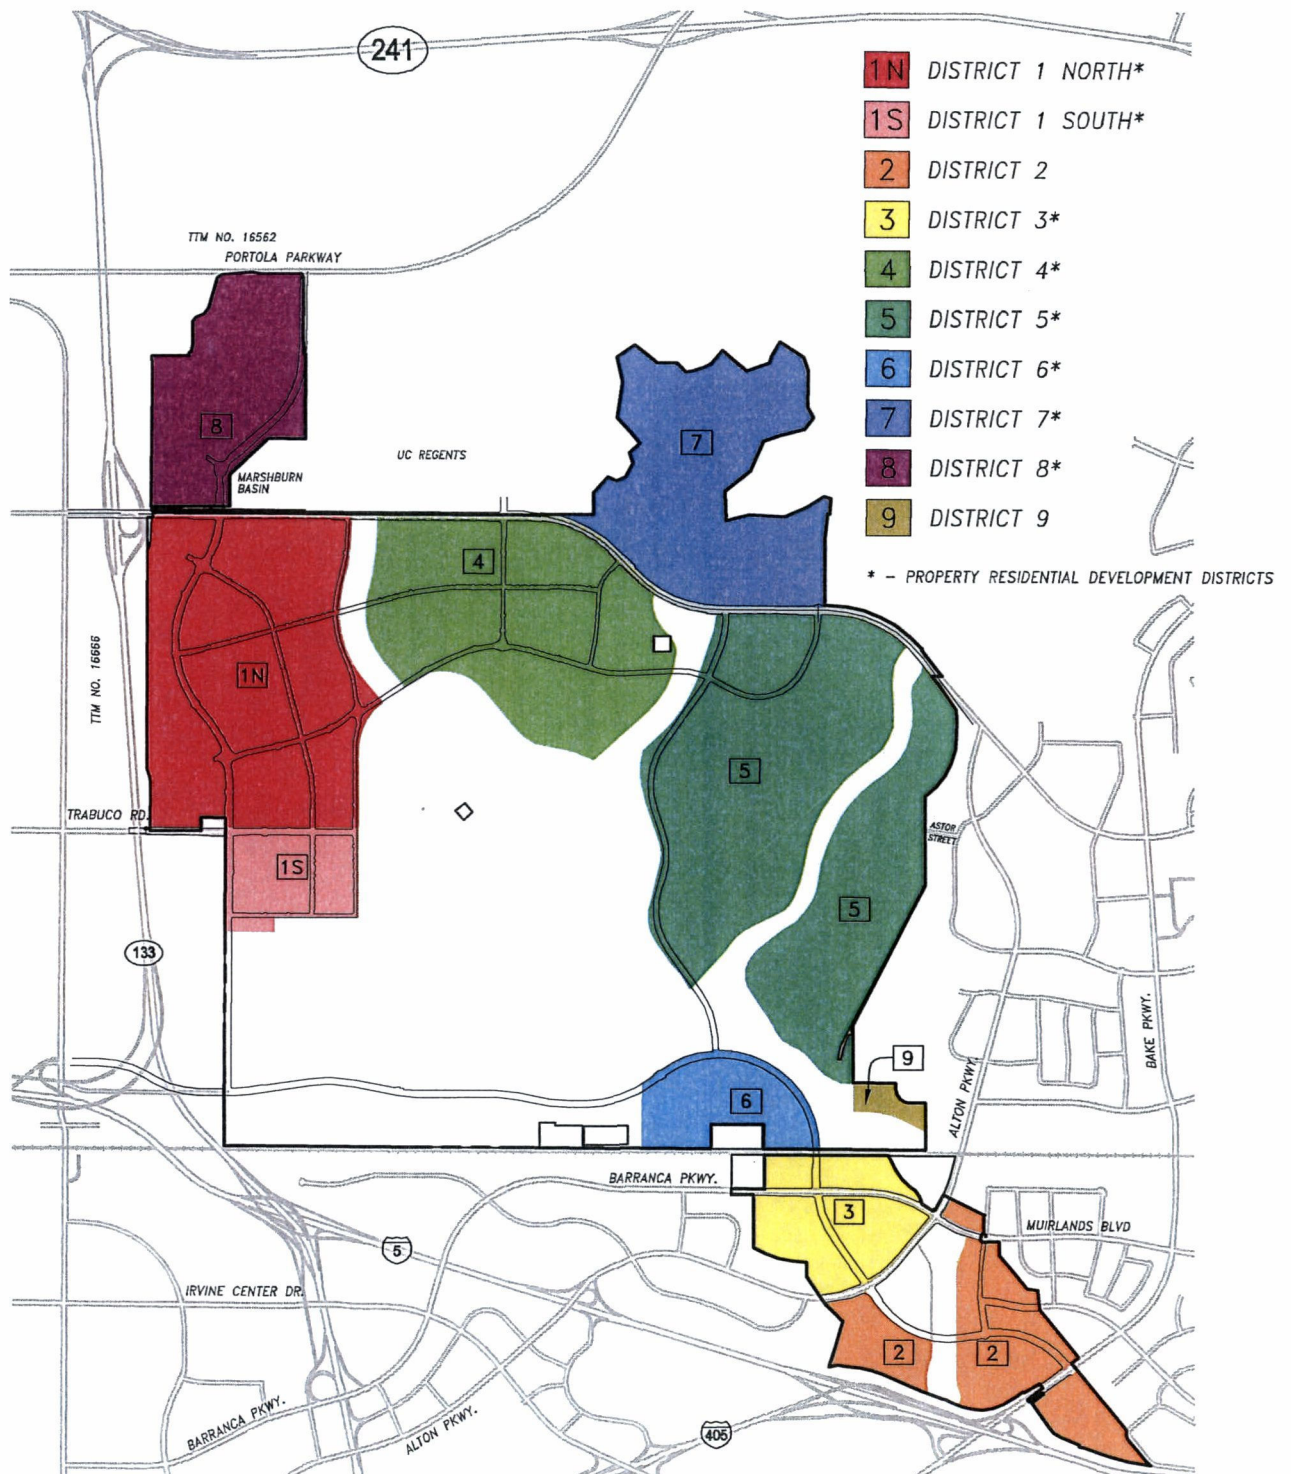 241
1N DISTRICT 1 NORTH*
1S DISTRICT 1 SOUTH*
2 DISTRICT 2
3 DISTRICT 3*
4 DISTRICT 4*
5 DISTRICT 5*
6 DISTRICT 6*
7 DISTRICT 7*
8 DISTRICT 8*
9 DISTRICT 9
* - PROPERTY RESIDENTIAL DEVELOPMENT DISTRICTS
TTM NO. 16562
PORTOLA PARKWAY
8
7
UC REGENTS
MARSHBURN
BASIN
4
TTM NO. 16666
1N
5
TRABUCO RD.
ASTOR
STREET
1S
5
133
BAKE PKWY.
9
ALTON PKWY.
6
BARRANCA PKWY.
3
MUIRLANDS BLVD
5
IRVINE CENTER DR.
2
2
BARRANCA PKWY.
ALTON PKWY.
405